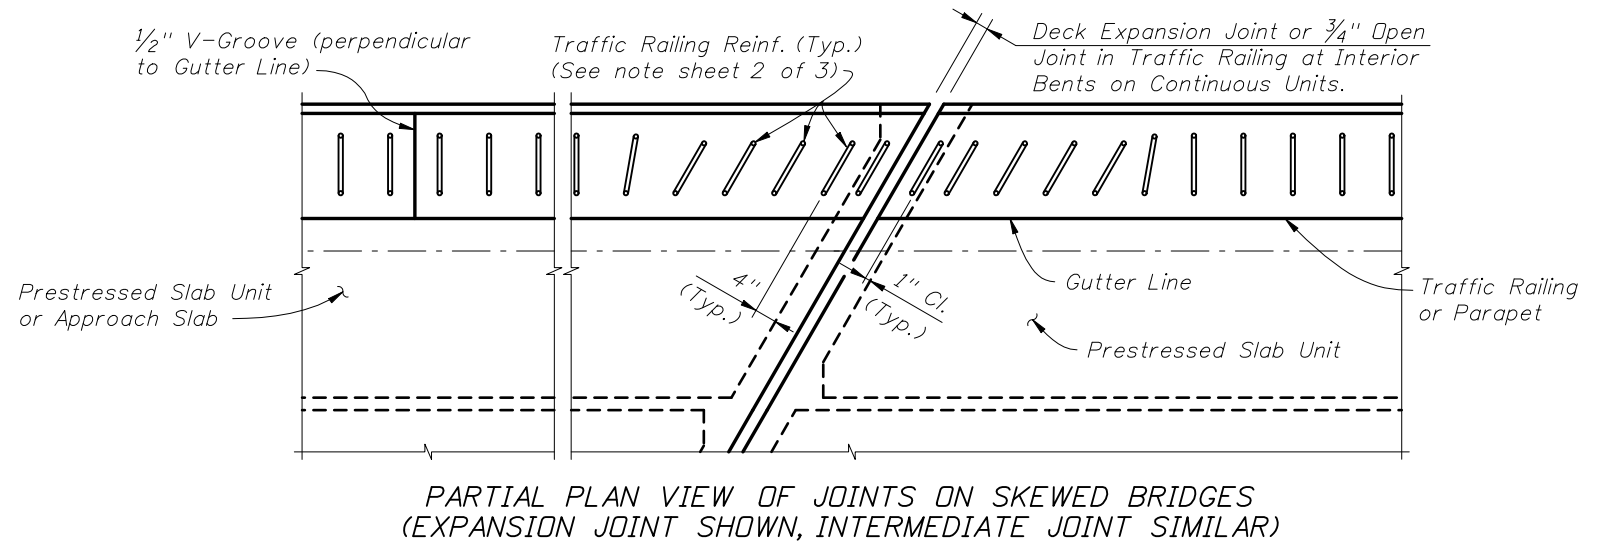 ½" V-Groove (perpendicular
to Gutter Line)
Traffic Railing Reinf. (Typ.)
(See note sheet 2 of 3)
Deck Expansion Joint or ¾" Open
Joint in Traffic Railing at Interior
Bents on Continuous Units.
Prestressed Slab Unit
or Approach Slab
4"
(Typ.)
1" Cl.
(Typ.)
Gutter Line
Traffic Railing
or Parapet
Prestressed Slab Unit
PARTIAL PLAN VIEW OF JOINTS ON SKEWED BRIDGES
(EXPANSION JOINT SHOWN, INTERMEDIATE JOINT SIMILAR)